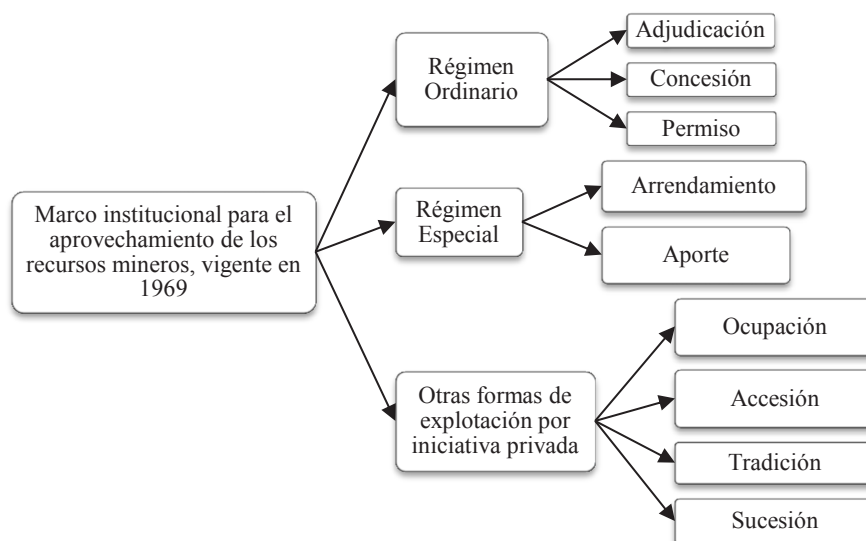 Marco institucional para el
aprovechamiento de los
recursos mineros, vigente en
1969
Régimen
Ordinario
Adjudicación
Concesión
Permiso
Régimen
Especial
Arrendamiento
Aporte
Otras formas de
explotación por
iniciativa privada
Ocupación
Accesión
Tradición
Sucesión